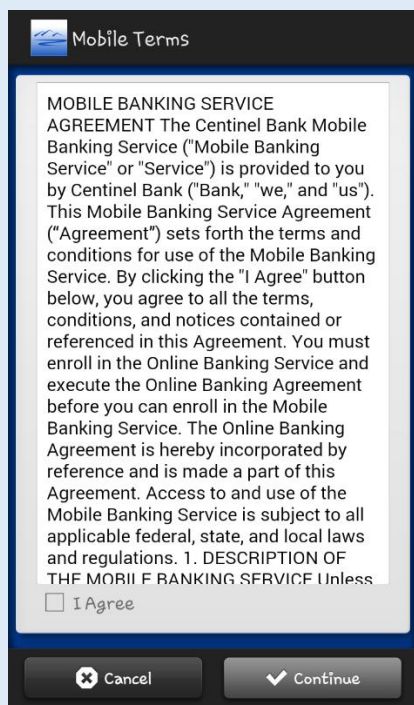 Mobile Terms
MOBILE BANKING SERVICE
AGREEMENT The Centinel Bank Mobile
Banking Service ("Mobile Banking
Service" or "Service") is provided to you
by Centinel Bank ("Bank," "we," and "us").
This Mobile Banking Service Agreement
(“Agreement”) sets forth the terms and
conditions for use of the Mobile Banking
Service. By clicking the "I Agree" button
below, you agree to all the terms,
conditions, and notices contained or
referenced in this Agreement. You must
enroll in the Online Banking Service and
execute the Online Banking Agreement
before you can enroll in the Mobile
Banking Service. The Online Banking
Agreement is hereby incorporated by
reference and is made a part of this
Agreement. Access to and use of the
Mobile Banking Service is subject to all
applicable federal, state, and local laws
and regulations. 1. DESCRIPTION OF
THE MOBILE BANKING SERVICE Unless
I Agree
Cancel
Continue